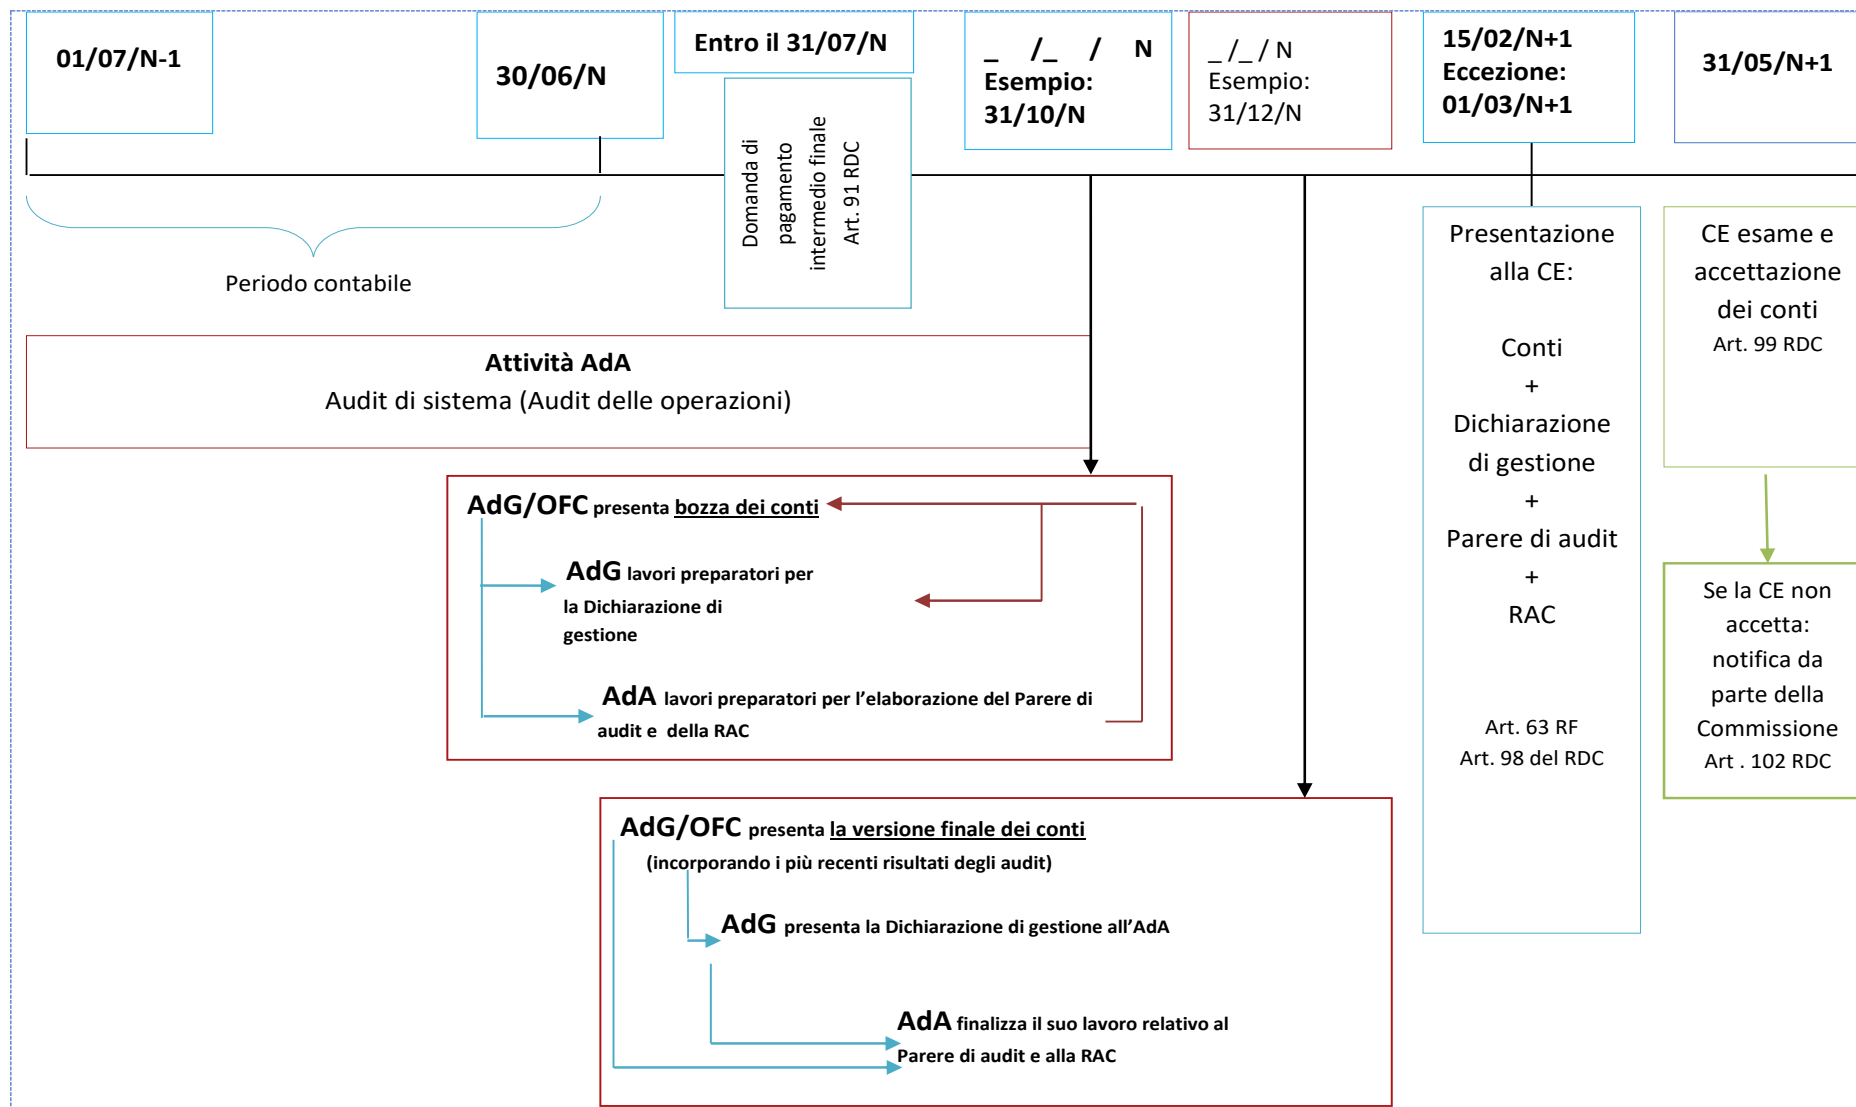 01/07/N-1
30/06/N
Entro il 31/07/N
_ /_ / N
Esempio:
31/10/N
_ /_ / N
Esempio:
31/12/N
15/02/N+1
Eccezione:
01/03/N+1
31/05/N+1
Periodo contabile
Domanda di
pagamento
intermedio finale
Art. 91 RDC
Attività AdA
Audit di sistema (Audit delle operazioni)
AdG/OFC presenta bozza dei conti
AdG lavori preparatori per
la Dichiarazione di
gestione
AdA lavori preparatori per l’elaborazione del Parere di
audit e della RAC
AdG/OFC presenta la versione finale dei conti
(incorporando i più recenti risultati degli audit)
AdG presenta la Dichiarazione di gestione all’AdA
AdA finalizza il suo lavoro relativo al
Parere di audit e alla RAC
Presentazione
alla CE:
Conti
+
Dichiarazione
di gestione
+
Parere di audit
+
RAC
Art. 63 RF
Art. 98 del RDC
CE esame e
accettazione
dei conti
Art. 99 RDC
Se la CE non
accetta:
notifica da
parte della
Commissione
Art . 102 RDC